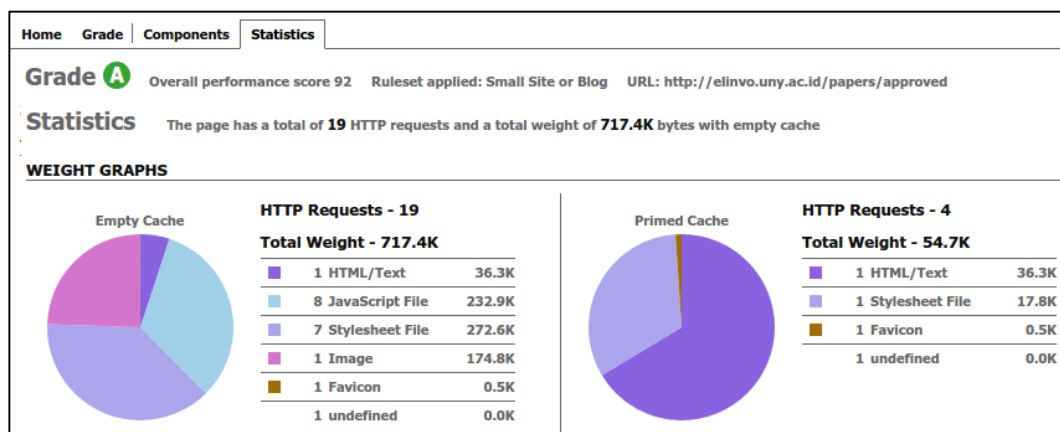 Home Grade Components Statistics
Grade A Overall performance score 92 Ruleset applied: Small Site or Blog URL: http://elinvo.uny.ac.id/papers/approved
Statistics The page has a total of 19 HTTP requests and a total weight of 717.4K bytes with empty cache
WEIGHT GRAPHS
Empty Cache
HTTP Requests - 19
Total Weight - 717.4K
1 HTML/Text 36.3K
8 JavaScript File 232.9K
7 Stylesheet File 272.6K
1 Image 174.8K
1 Favicon 0.5K
1 undefined 0.0K
Primed Cache
HTTP Requests - 4
Total Weight - 54.7K
1 HTML/Text 36.3K
1 Stylesheet File 17.8K
1 Favicon 0.5K
1 undefined 0.0K